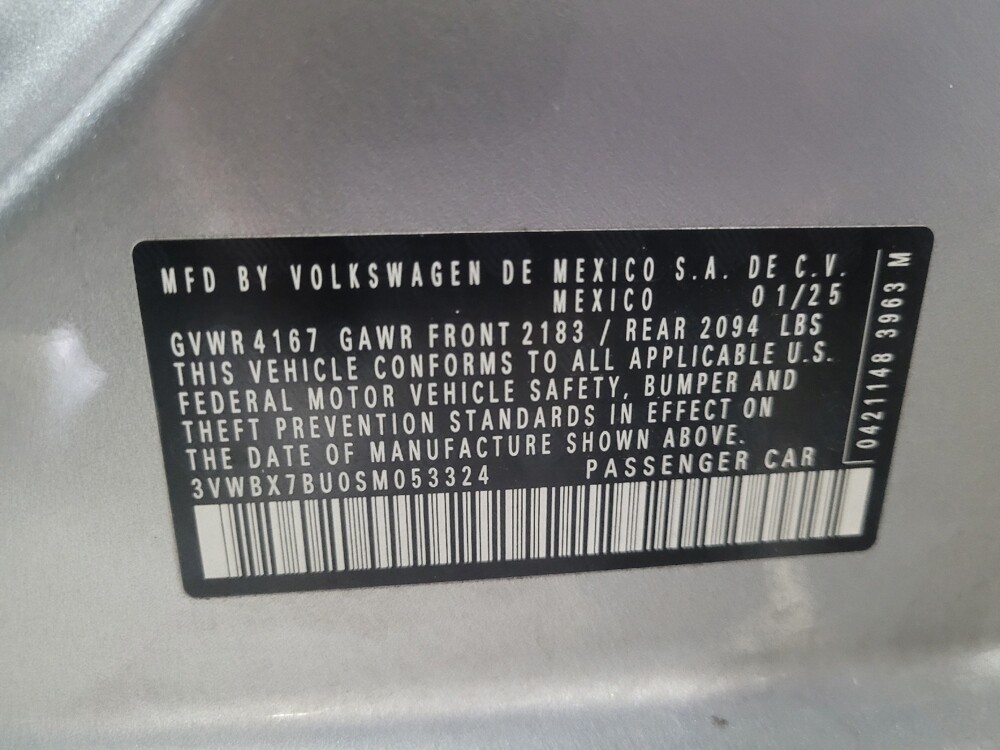 MFD BY VOLKSWAGEN DE MEXICO S.A. DE C.V.
MEXICO 01/25
GVWR 4167 GAWR FRONT 2183 / REAR 2094 LBS
THIS VEHICLE CONFORMS TO ALL APPLICABLE U.S.
FEDERAL MOTOR VEHICLE SAFETY, BUMPER AND
THEFT PREVENTION STANDARDS IN EFFECT ON
THE DATE OF MANUFACTURE SHOWN ABOVE.
3VWBX7BU0SM053324 PASSENGER CAR
0421148 3963 M